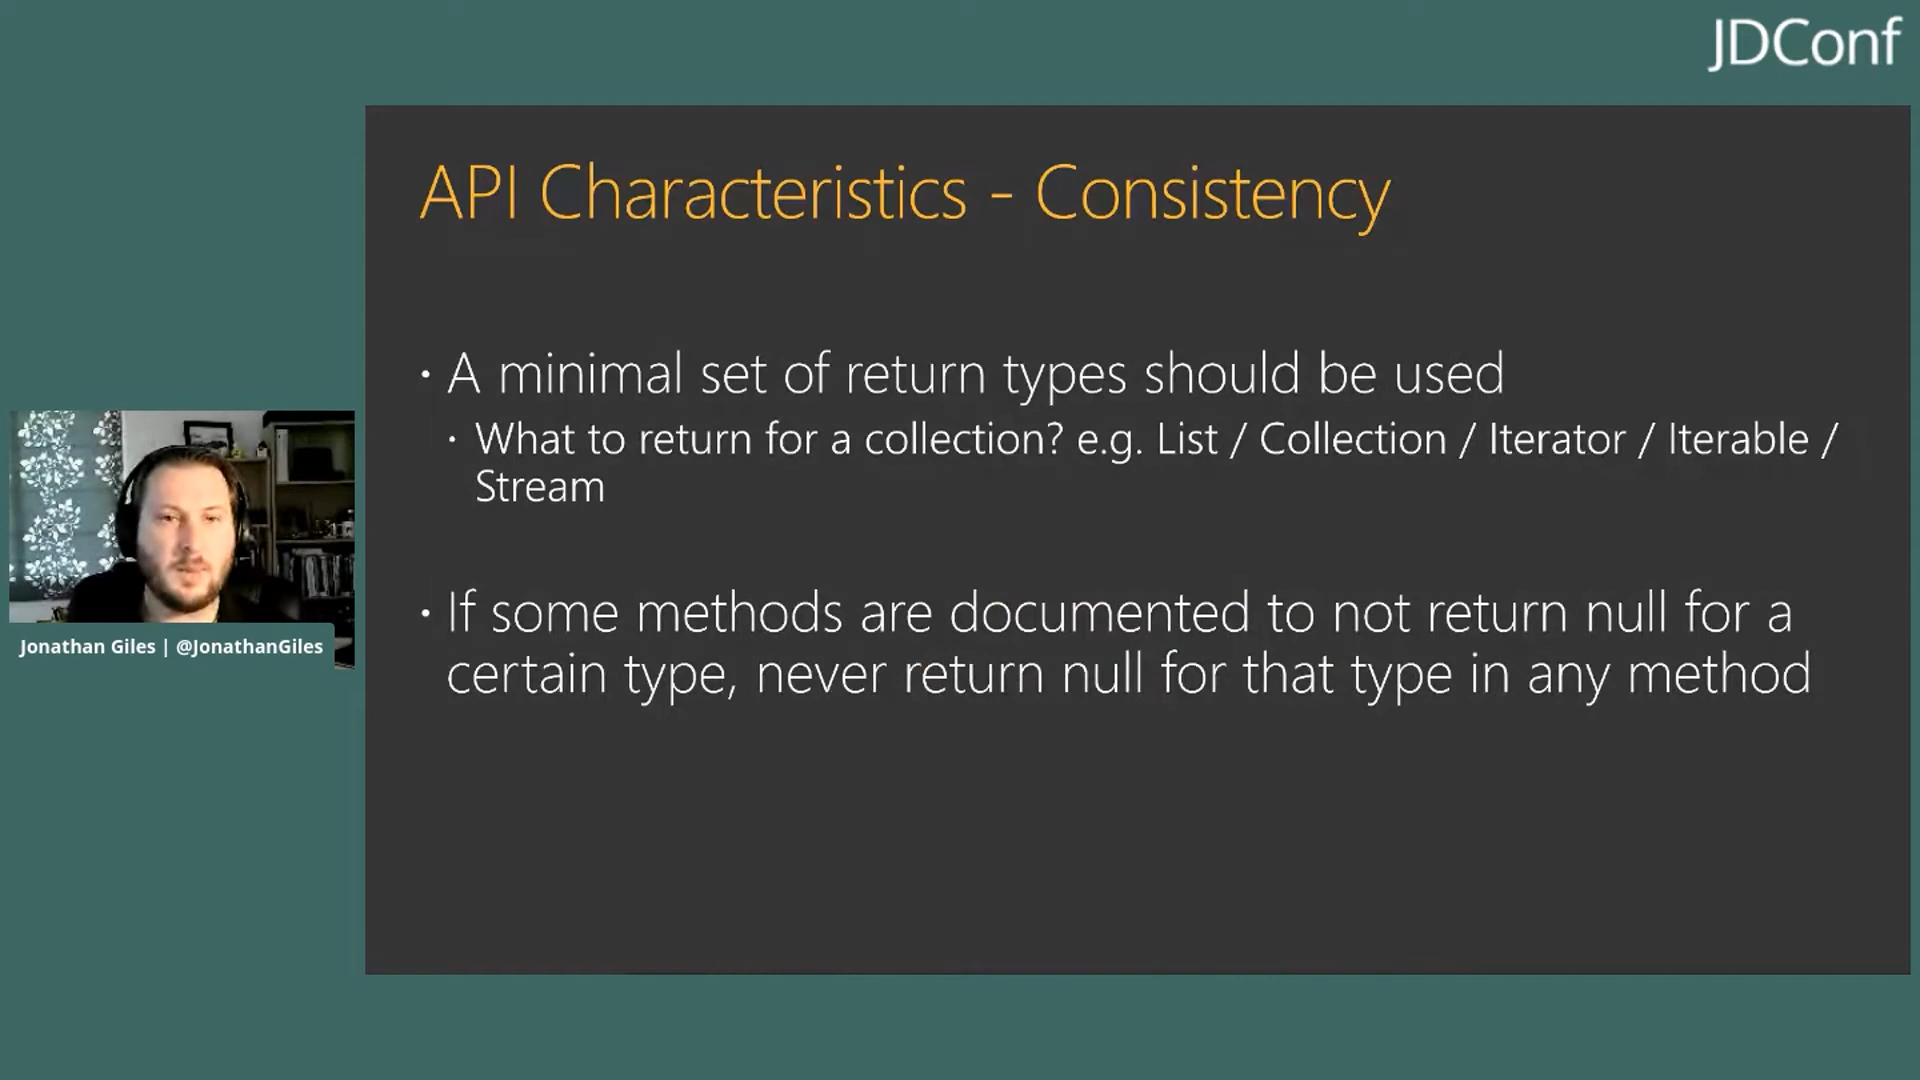 JDConf
API Characteristics - Consistency
• A minimal set of return types should be used
• What to return for a collection? e.g. List / Collection / Iterator / Iterable /
Stream
• If some methods are documented to not return null for a
certain type, never return null for that type in any method
Jonathan Giles | @JonathanGiles